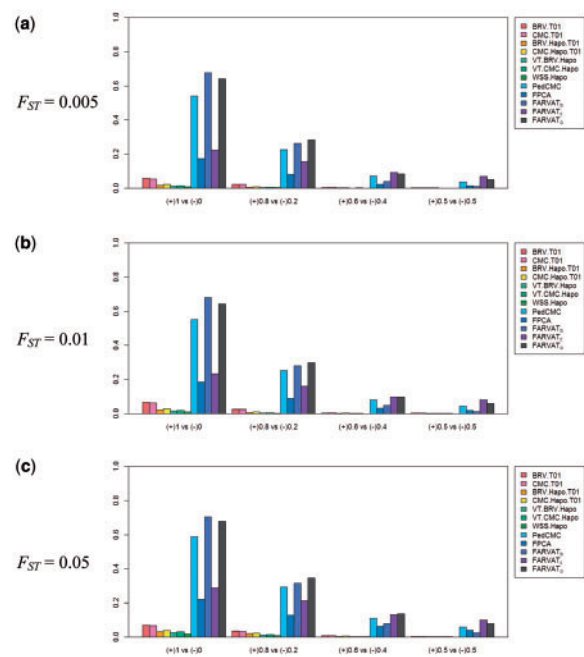 (a)
F_ST = 0.005
1.0
0.8
0.6
0.4
0.2
0.0
(+)1 vs (-)0
(+)0.8 vs (-)0.2
(+)0.6 vs (-)0.4
(+)0.5 vs (-)0.5
BRV.T01
CMC.T01
BRV.Hapo.T01
CMC.Hapo.T01
VT.BRV.Hapo
VT.CMC.Hapo
WSS.Hapo
PedCMC
FPCA
FARVAT_b
FARVAT_c
FARVAT_o
(b)
F_ST = 0.01
1.0
0.8
0.6
0.4
0.2
0.0
(+)1 vs (-)0
(+)0.8 vs (-)0.2
(+)0.6 vs (-)0.4
(+)0.5 vs (-)0.5
BRV.T01
CMC.T01
BRV.Hapo.T01
CMC.Hapo.T01
VT.BRV.Hapo
VT.CMC.Hapo
WSS.Hapo
PedCMC
FPCA
FARVAT_b
FARVAT_c
FARVAT_o
(c)
F_ST = 0.05
1.0
0.8
0.6
0.4
0.2
0.0
(+)1 vs (-)0
(+)0.8 vs (-)0.2
(+)0.6 vs (-)0.4
(+)0.5 vs (-)0.5
BRV.T01
CMC.T01
BRV.Hapo.T01
CMC.Hapo.T01
VT.BRV.Hapo
VT.CMC.Hapo
WSS.Hapo
PedCMC
FPCA
FARVAT_b
FARVAT_c
FARVAT_o